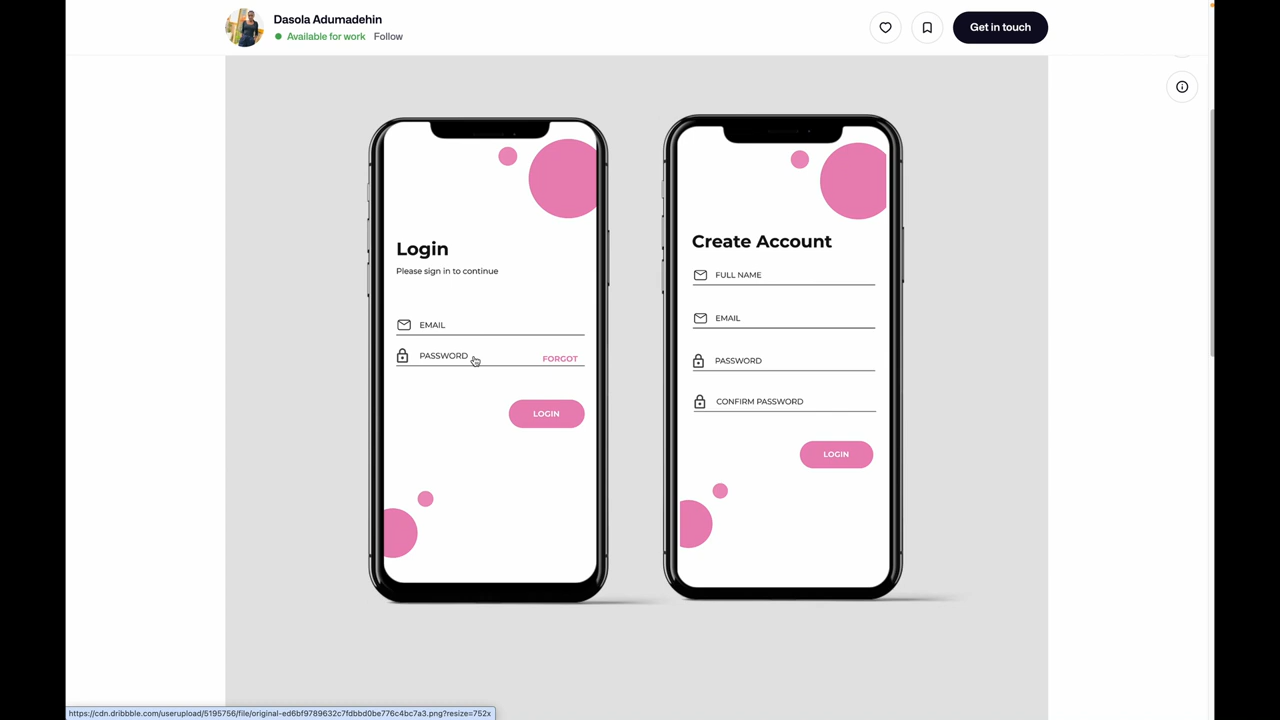 Dasola Adumadehin
Available for work Follow
Get in touch
Login
Please sign in to continue
EMAIL
PASSWORD
FORGOT
LOGIN
Create Account
FULL NAME
EMAIL
PASSWORD
CONFIRM PASSWORD
LOGIN
https://cdn.dribbble.com/userupload/5195756/file/original-ed6bf9789632c7fdbbd0be776c4bc7a3.png?resize=752x